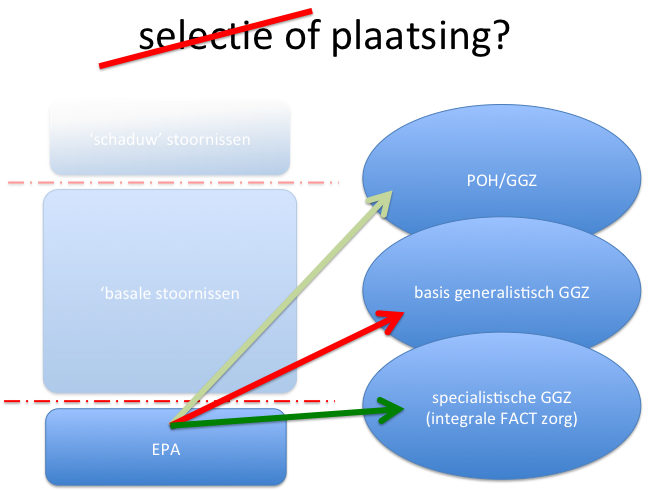 selectie of plaatsing?
‘schaduw’ stoornissen
POH/GGZ
‘basale stoornissen
basis generalistisch GGZ
specialistische GGZ
(integrale FACT zorg)
EPA